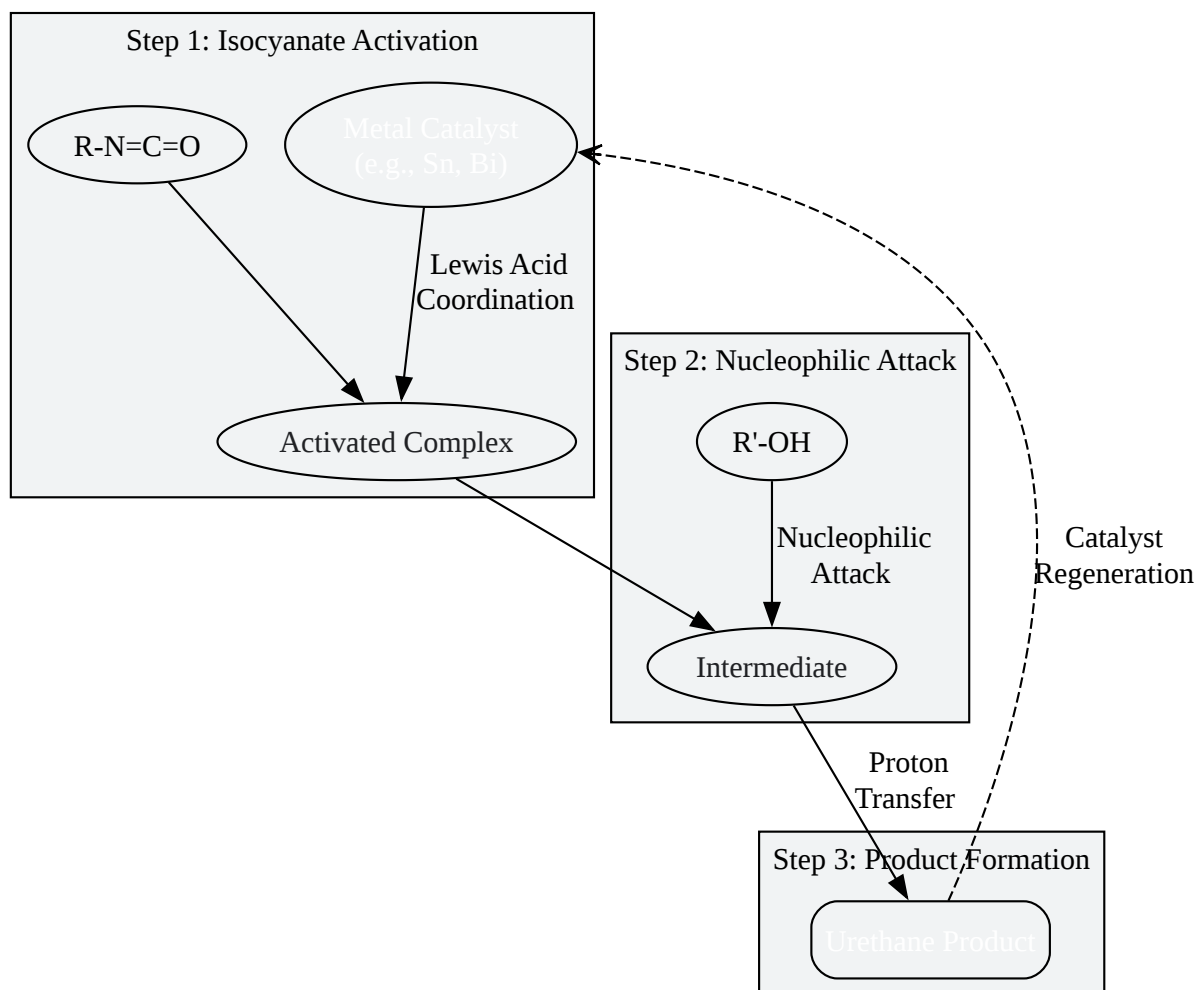 Step 1: Isocyanate Activation
R-N=C=O
Metal Catalyst
(e.g., Sn, Bi)
Lewis Acid
Coordination
Activated Complex
Step 2: Nucleophilic Attack
R'-OH
Nucleophilic
Attack
Intermediate
Catalyst
Regeneration
Proton
Transfer
Step 3: Product Formation
Urethane Product